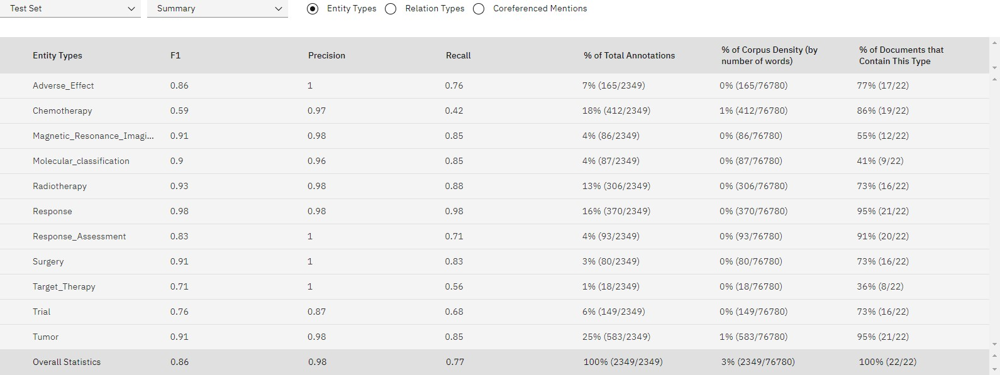 Test Set Summary Entity Types Relation Types Coreferenced Mentions
Entity Types F1 Precision Recall % of Total Annotations % of Corpus Density (by number of words) % of Documents that Contain This Type
Adverse_Effect 0.86 1 0.76 7% (165/2349) 0% (165/76780) 77% (17/22)
Chemotherapy 0.59 0.97 0.42 18% (412/2349) 1% (412/76780) 86% (19/22)
Magnetic_Resonance_Imagi... 0.91 0.98 0.85 4% (86/2349) 0% (86/76780) 55% (12/22)
Molecular_classification 0.9 0.96 0.85 4% (87/2349) 0% (87/76780) 41% (9/22)
Radiotherapy 0.93 0.98 0.88 13% (306/2349) 0% (306/76780) 73% (16/22)
Response 0.98 0.98 0.98 16% (370/2349) 0% (370/76780) 95% (21/22)
Response_Assessment 0.83 1 0.71 4% (93/2349) 0% (93/76780) 91% (20/22)
Surgery 0.91 1 0.83 3% (80/2349) 0% (80/76780) 73% (16/22)
Target_Therapy 0.71 1 0.56 1% (18/2349) 0% (18/76780) 36% (8/22)
Trial 0.76 0.87 0.68 6% (149/2349) 0% (149/76780) 73% (16/22)
Tumor 0.91 0.98 0.85 25% (583/2349) 1% (583/76780) 95% (21/22)
Overall Statistics 0.86 0.98 0.77 100% (2349/2349) 3% (2349/76780) 100% (22/22)